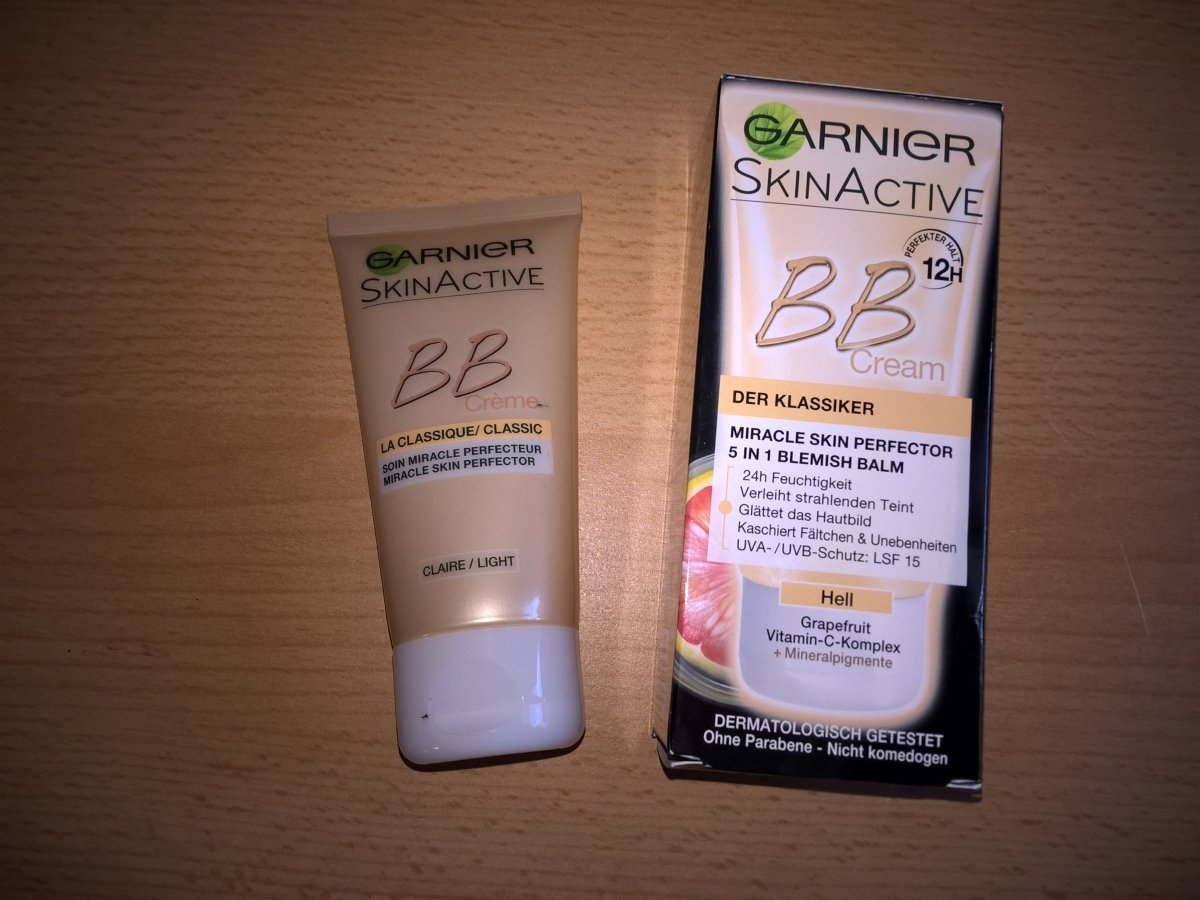 GARNIER
SKINACTIVE
BB
Crème
LA CLASSIQUE/ CLASSIC
SOIN MIRACLE PERFECTEUR
MIRACLE SKIN PERFECTOR
CLAIRE / LIGHT
GARNIER
SKINACTIVE
PERFEKTER HALT
12H
BB
Cream
DER KLASSIKER
MIRACLE SKIN PERFECTOR
5 IN 1 BLEMISH BALM
24h Feuchtigkeit
Verleiht strahlenden Teint
Glättet das Hautbild
Kaschiert Fältchen & Unebenheiten
UVA-/UVB-Schutz: LSF 15
Hell
Grapefruit
Vitamin-C-Komplex
+ Mineralpigmente
DERMATOLOGISCH GETESTET
Ohne Parabene - Nicht komedogen